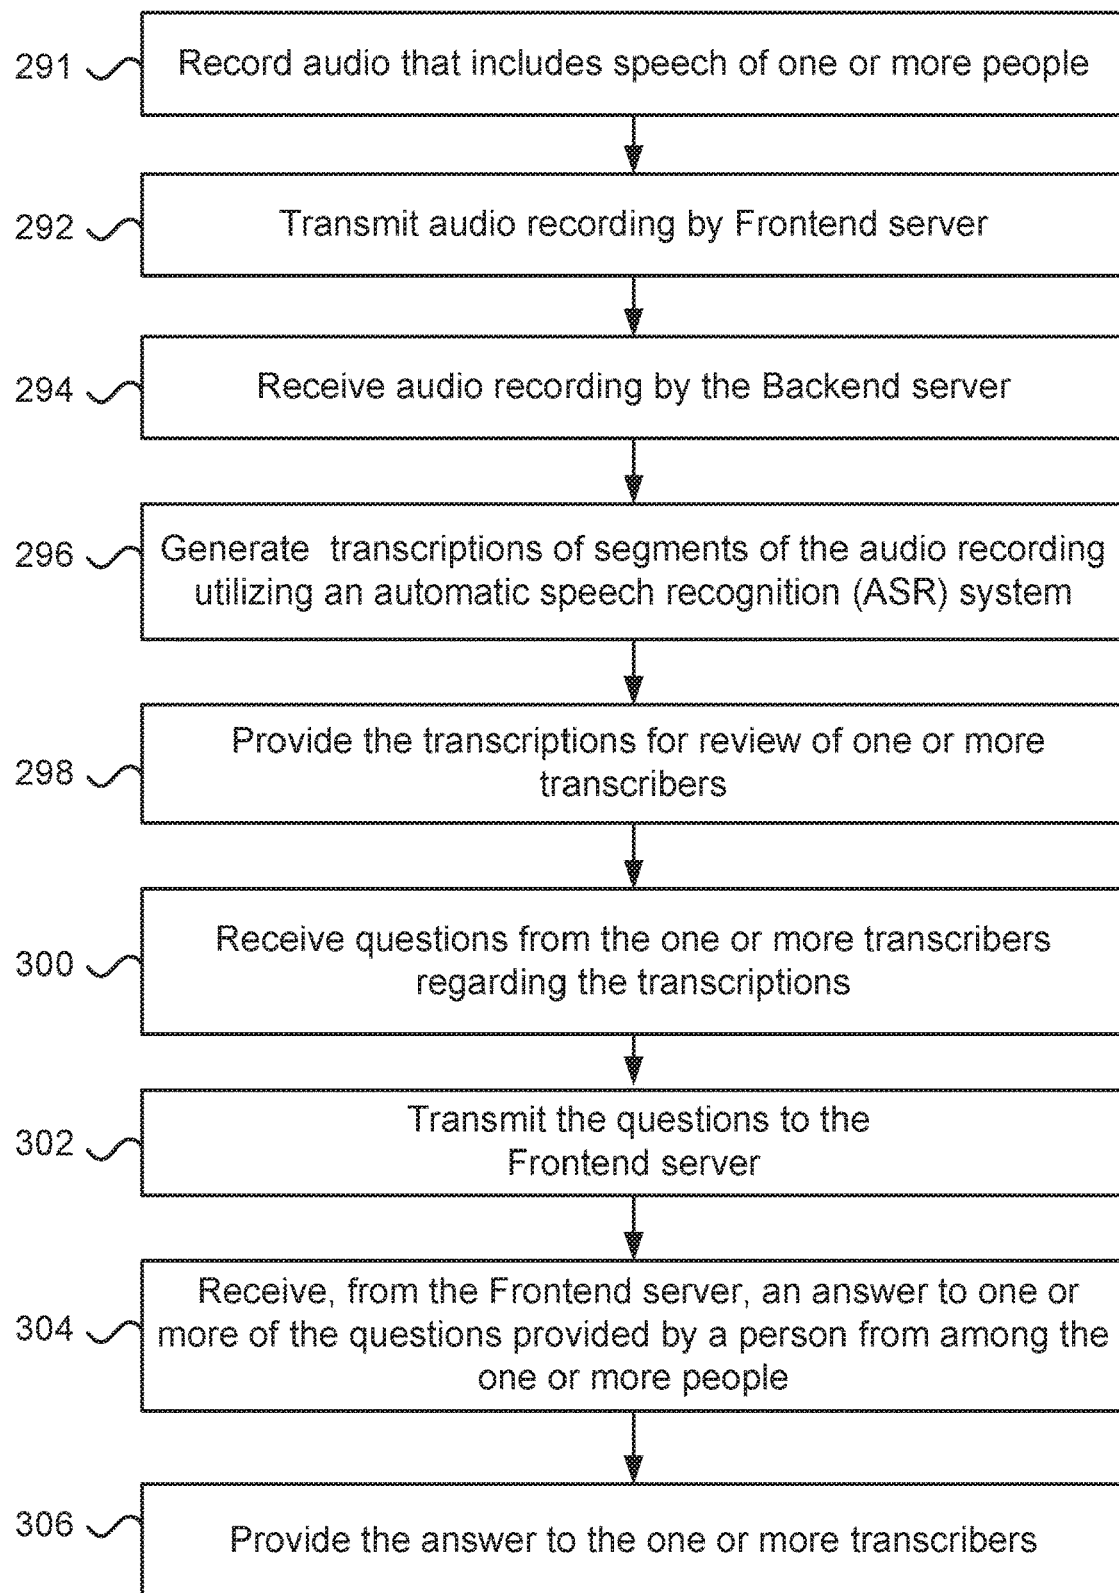 291
Record audio that includes speech of one or more people
292
Transmit audio recording by Frontend server
294
Receive audio recording by the Backend server
296
Generate transcriptions of segments of the audio recording
utilizing an automatic speech recognition (ASR) system
298
Provide the transcriptions for review of one or more
transcribers
300
Receive questions from the one or more transcribers
regarding the transcriptions
302
Transmit the questions to the
Frontend server
304
Receive, from the Frontend server, an answer to one or
more of the questions provided by a person from among the
one or more people
306
Provide the answer to the one or more transcribers